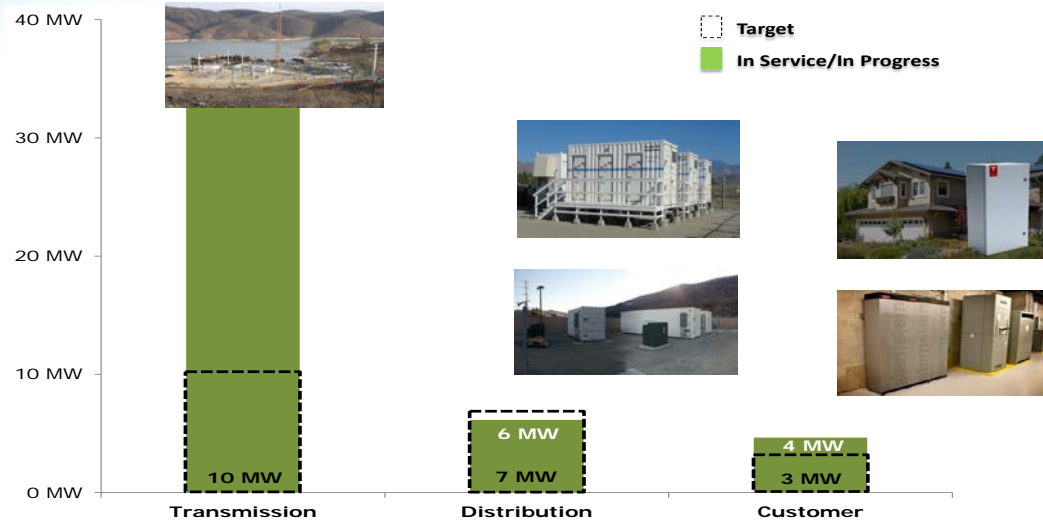 40 MW
Target
In Service/In Progress
30 MW
20 MW
10 MW
6 MW
4 MW
10 MW
7 MW
3 MW
0 MW
Transmission
Distribution
Customer